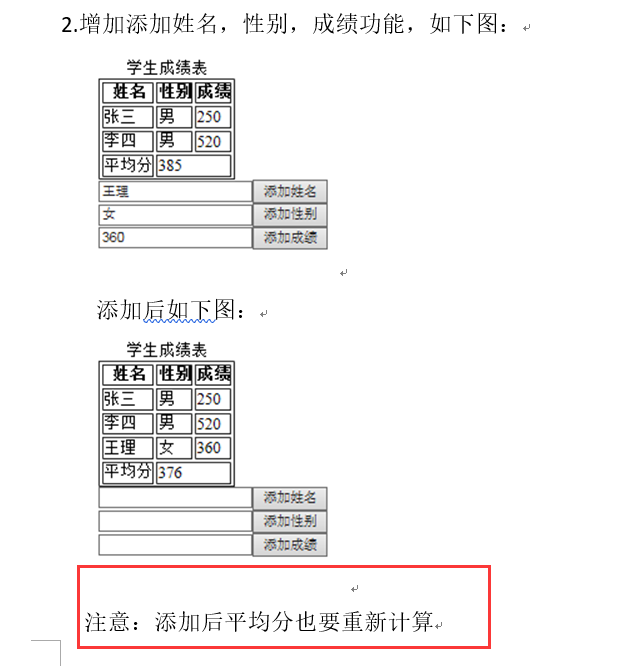 2.增加添加姓名，性别，成绩功能，如下图：
学生成绩表
姓名 性别 成绩
张三 男 250
李四 男 520
平均分 385
王理 添加姓名
女 添加性别
360 添加成绩
添加后如下图：
学生成绩表
姓名 性别 成绩
张三 男 250
李四 男 520
王理 女 360
平均分 376
添加姓名
添加性别
添加成绩
注意：添加后平均分也要重新计算